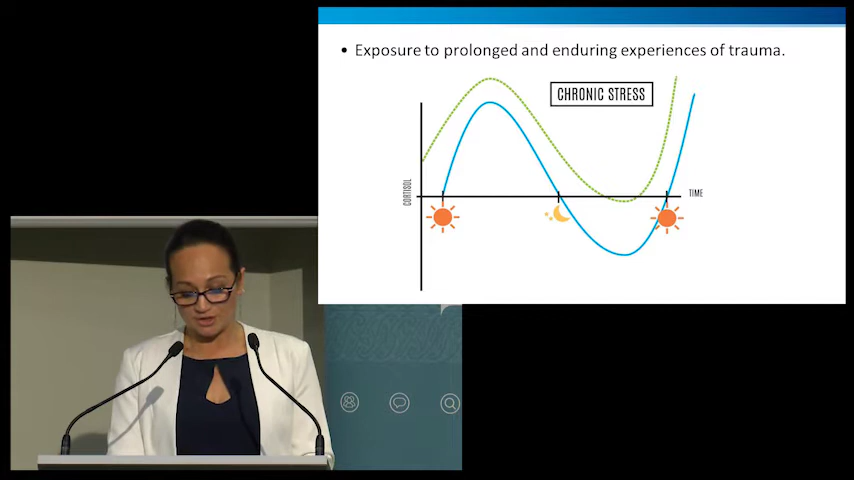 • Exposure to prolonged and enduring experiences of trauma.
CHRONIC STRESS
CORTISOL
TIME